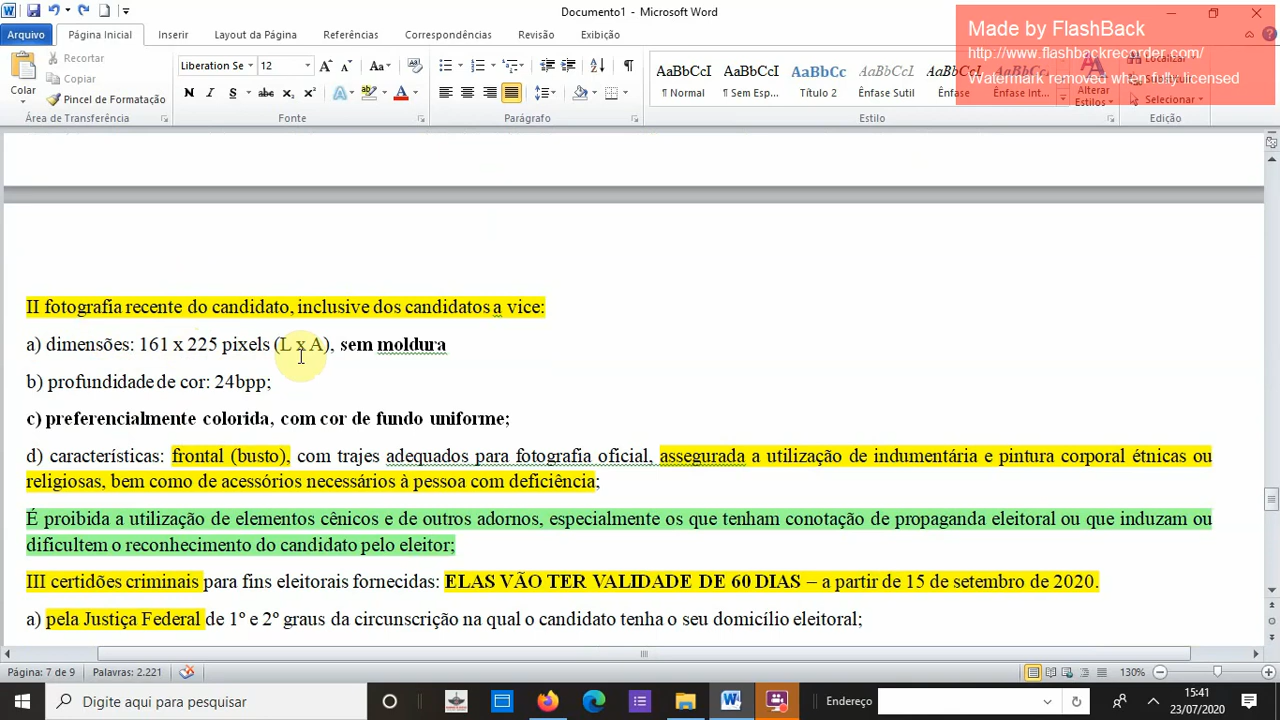 Documento1 - Microsoft Word
Made by FlashBack
http://www.flashbackrecorder.com/
Watermark removed when fully licensed
Arquivo Página Inicial Inserir Layout da Página Referências Correspondências Revisão Exibição
Recortar
Copiar
Pincel de Formatação
Colar
Área de Transferência
Liberation Se 12
N I S abc x₂ x²
Fonte
Parágrafo
AaBbCcI AaBbCcI AaBbCc AaBbCcI AaBbCcI AaBbCcI
¶ Normal ¶ Sem Esp... Título 2 Ênfase Sutil Ênfase Ênfase Int...
Alterar
Estilos
Estilo
Localizar
Selecionar
Edição
II fotografia recente do candidato, inclusive dos candidatos a vice:
a) dimensões: 161 x 225 pixels (L x A), sem moldura
b) profundidade de cor: 24bpp;
c) preferencialmente colorida, com cor de fundo uniforme;
d) características: frontal (busto), com trajes adequados para fotografia oficial, assegurada a utilização de indumentária e pintura corporal étnicas ou
religiosas, bem como de acessórios necessários à pessoa com deficiência;
É proibida a utilização de elementos cênicos e de outros adornos, especialmente os que tenham conotação de propaganda eleitoral ou que induzam ou
dificultem o reconhecimento do candidato pelo eleitor;
III certidões criminais para fins eleitorais fornecidas: ELAS VÃO TER VALIDADE DE 60 DIAS – a partir de 15 de setembro de 2020.
a) pela Justiça Federal de 1º e 2º graus da circunscrição na qual o candidato tenha o seu domicílio eleitoral;
Página: 7 de 9 Palavras: 2.221 130%
Digite aqui para pesquisar
Endereço
15:41
23/07/2020